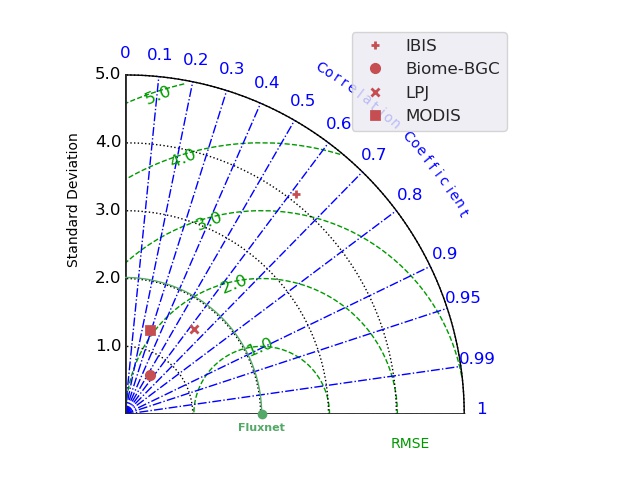 IBIS
Biome-BGC
LPJ
MODIS
Correlation Coefficient
0
0.1
0.2
0.3
0.4
0.5
0.6
0.7
0.8
0.9
0.95
0.99
1
5.0
4.0
3.0
2.0
1.0
Standard Deviation
5.0
4.0
3.0
2.0
1.0
Fluxnet
RMSE